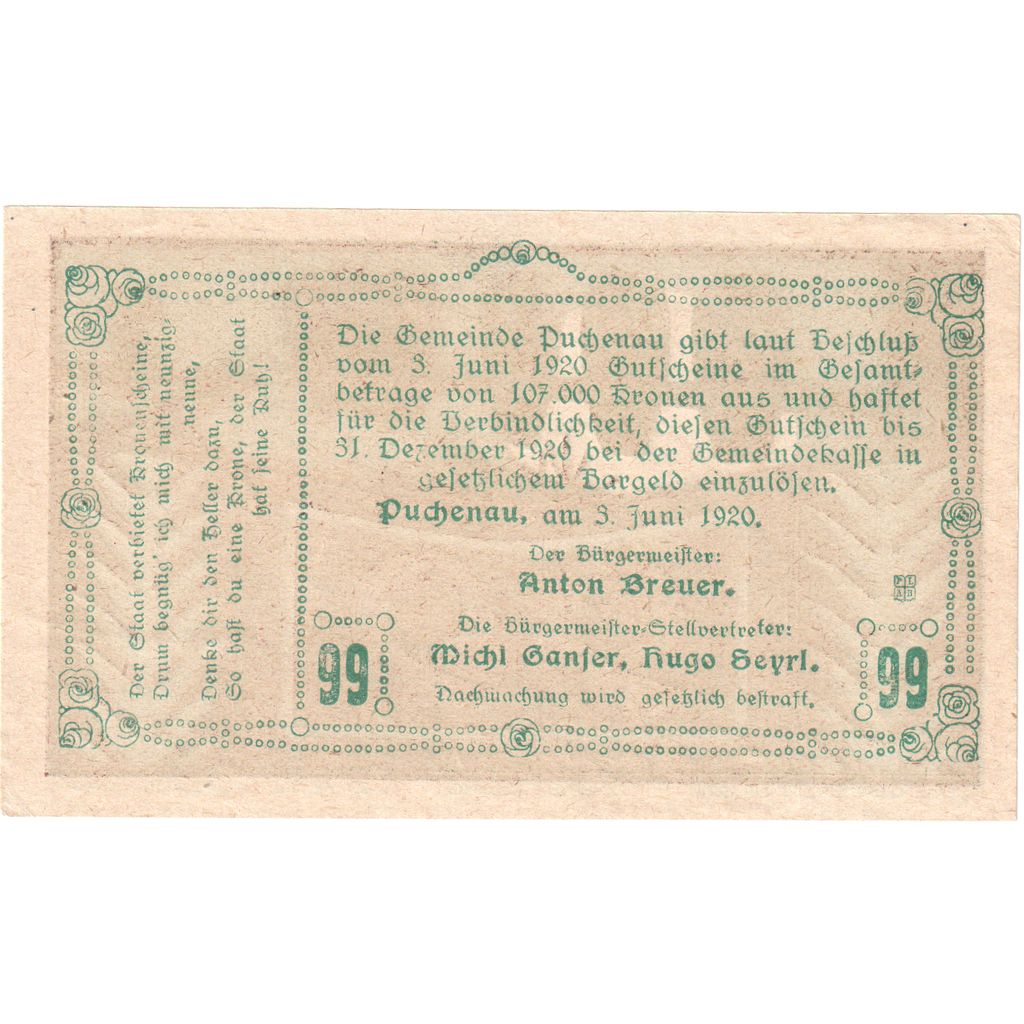 Der Staat verbietet Kronenscheine,
Drum begnüg' ich mich mit neunzig-
neune,
Denke dir den Heller dazu,
So hast du eine Krone, der Staat
hat seine Ruh!
Die Gemeinde Puchenau gibt laut Beschluß
vom 3. Juni 1920 Gutscheine im Gesamt-
betrage von 107.000 Kronen aus und haftet
für die Verbindlichkeit, diesen Gutschein bis
31. Dezember 1920 bei der Gemeindekasse in
gesetzlichem Bargeld einzulösen.
Puchenau, am 3. Juni 1920.
Der Bürgermeister:
Anton Breuer.
Die Bürgermeister-Stellvertreter:
Michl Ganser, Hugo Seyrl.
Nachmachung wird gesetzlich bestraft.
99
99